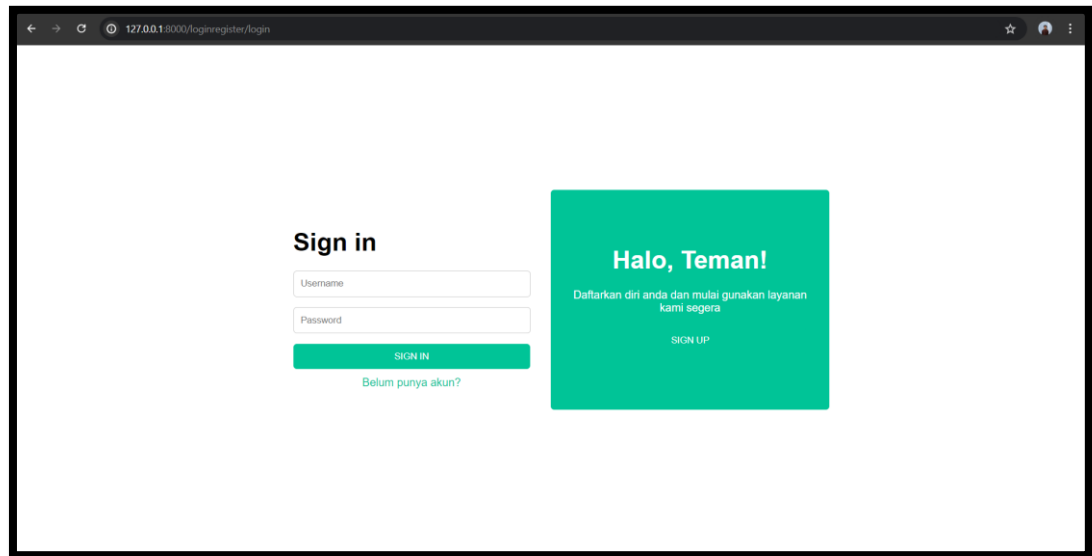 127.0.0.1:8000/loginregister/login
Sign in
Username
Password
SIGN IN
Belum punya akun?
Halo, Teman!
Daftarkan diri anda dan mulai gunakan layanan
kami segera
SIGN UP